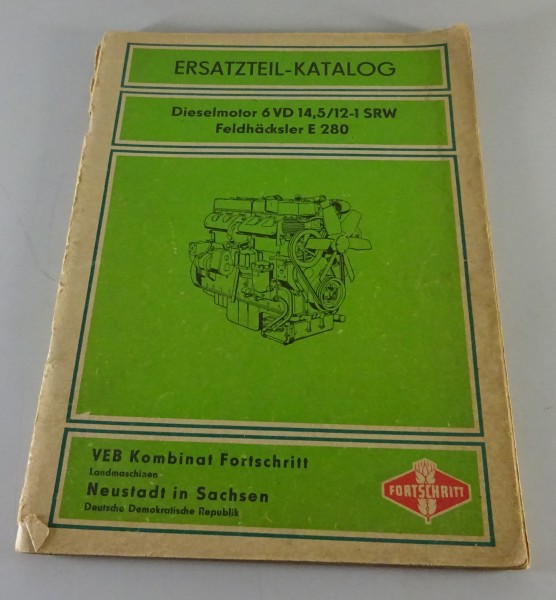 ERSATZTEIL-KATALOG
Dieselmotor 6 VD 14,5/12-1 SRW
Feldhäcksler E 280
VEB Kombinat Fortschritt
Landmaschinen
Neustadt in Sachsen
Deutsche Demokratische Republik
FORTSCHRITT